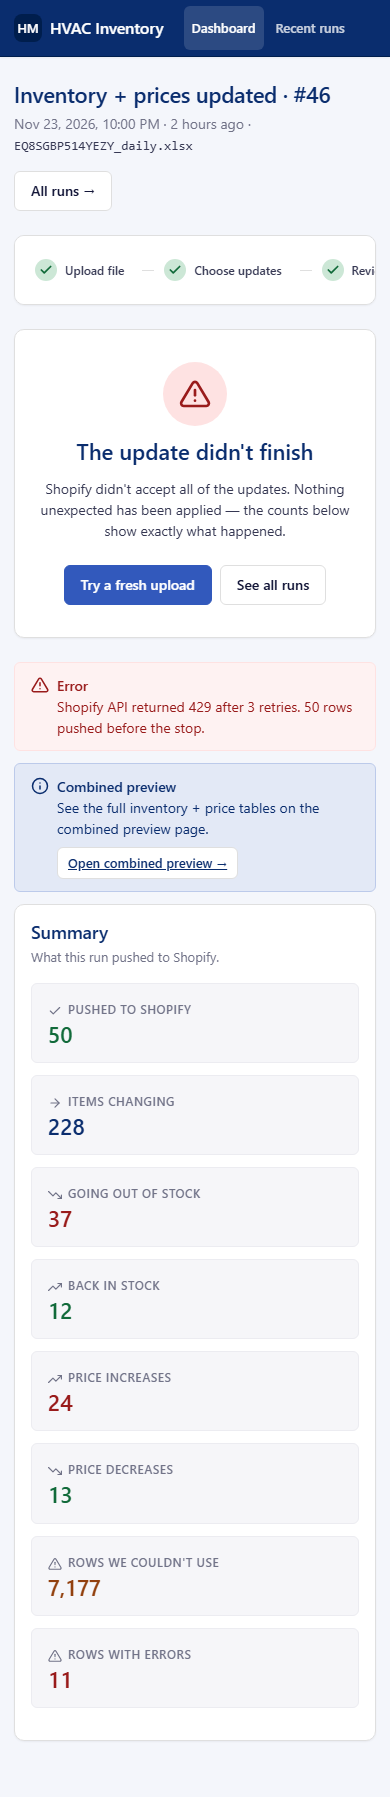 HM HVAC Inventory Dashboard Recent runs
Inventory + prices updated · #46
Nov 23, 2026, 10:00 PM · 2 hours ago ·
EQ8SGBP514YEZY_daily.xlsx
All runs →
Upload file — Choose updates — Revi
The update didn't finish
Shopify didn't accept all of the updates. Nothing
unexpected has been applied — the counts below
show exactly what happened.
Try a fresh upload See all runs
Error
Shopify API returned 429 after 3 retries. 50 rows
pushed before the stop.
Combined preview
See the full inventory + price tables on the
combined preview page.
Open combined preview →
Summary
What this run pushed to Shopify.
PUSHED TO SHOPIFY
50
ITEMS CHANGING
228
GOING OUT OF STOCK
37
BACK IN STOCK
12
PRICE INCREASES
24
PRICE DECREASES
13
ROWS WE COULDN'T USE
7,177
ROWS WITH ERRORS
11